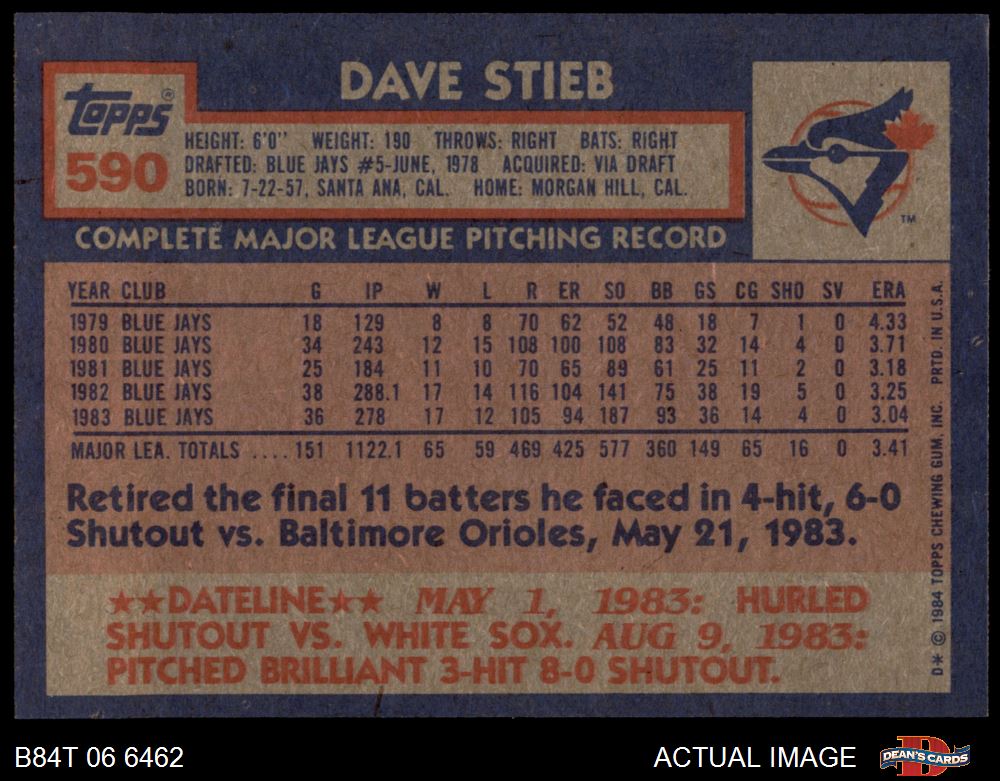 DAVE STIEB
Topps®
590
HEIGHT: 6'0" WEIGHT: 190 THROWS: RIGHT BATS: RIGHT
DRAFTED: BLUE JAYS #5-JUNE, 1978 ACQUIRED: VIA DRAFT
BORN: 7-22-57, SANTA ANA, CAL. HOME: MORGAN HILL, CAL.
TM
COMPLETE MAJOR LEAGUE PITCHING RECORD
YEAR CLUB G IP W L R ER SO BB GS CG SHO SV ERA
1979 BLUE JAYS 18 129 8 8 70 62 52 48 18 7 1 0 4.33
1980 BLUE JAYS 34 243 12 15 108 100 108 83 32 14 4 0 3.71
1981 BLUE JAYS 25 184 11 10 70 65 89 61 25 11 2 0 3.18
1982 BLUE JAYS 38 288.1 17 14 116 104 141 75 38 19 5 0 3.25
1983 BLUE JAYS 36 278 17 12 105 94 187 93 36 14 4 0 3.04
MAJOR LEA. TOTALS .... 151 1122.1 65 59 469 425 577 360 149 65 16 0 3.41
Retired the final 11 batters he faced in 4-hit, 6-0
Shutout vs. Baltimore Orioles, May 21, 1983.
★★DATELINE★★ MAY 1, 1983: HURLED
SHUTOUT VS. WHITE SOX. AUG 9, 1983:
PITCHED BRILLIANT 3-HIT 8-0 SHUTOUT.
D* © 1984 TOPPS CHEWING GUM, INC. PRTD. IN U.S.A.
B84T 06 6462
ACTUAL IMAGE
DEAN'S CARDS